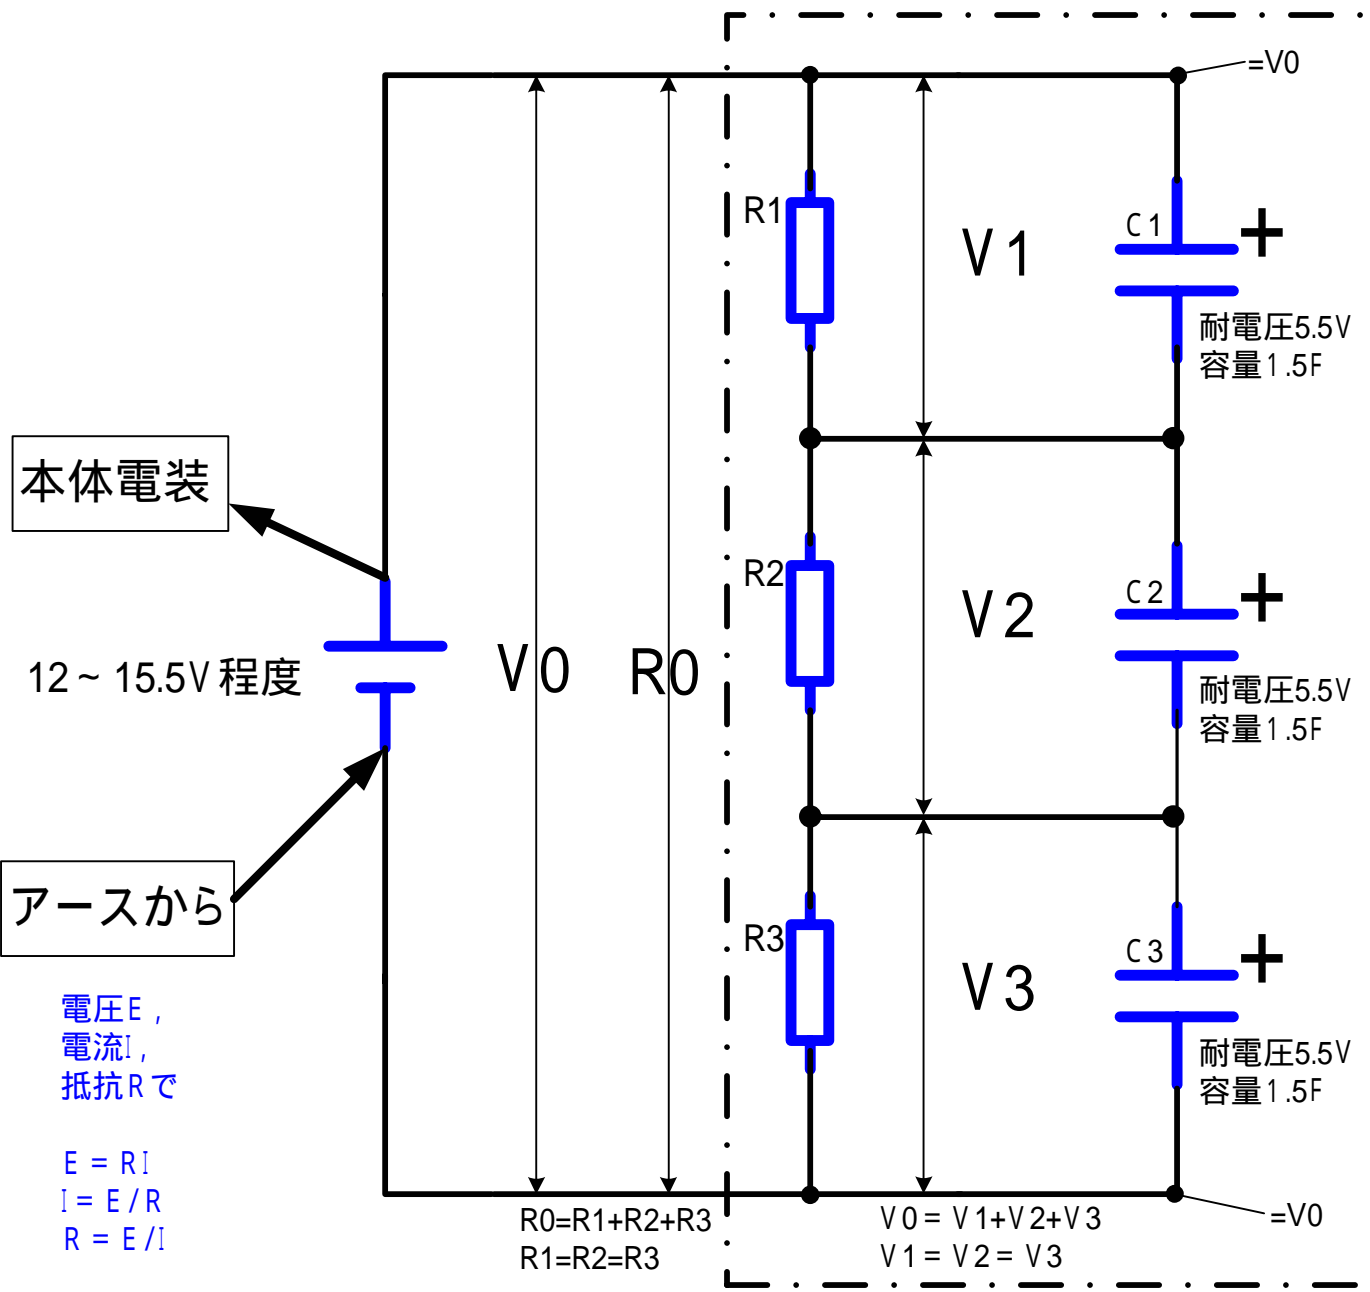 =V0
R1
V1
C1
+
耐電圧5.5V
容量1.5F
本体電装
R2
V2
C2
+
耐電圧5.5V
容量1.5F
12~15.5V程度
V0
R0
アースから
R3
V3
C3
+
耐電圧5.5V
容量1.5F
電圧E,
電流I,
抵抗Rで
E=RI
I=E/R
R=E/I
R0=R1+R2+R3
R1=R2=R3
V0=V1+V2+V3
V1=V2=V3
=V0